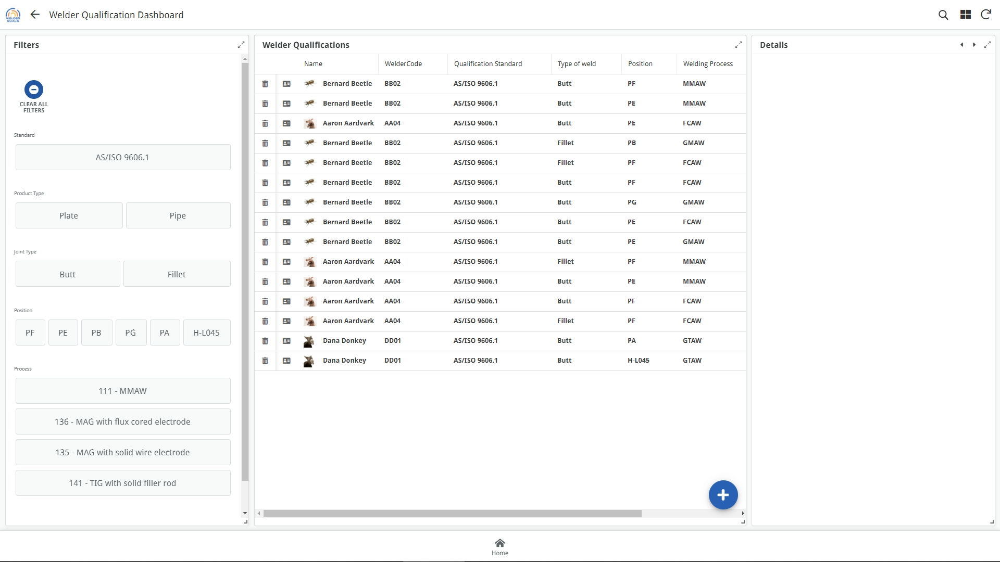 WELDER
QUALS
Welder Qualification Dashboard
Filters
CLEAR ALL
FILTERS
Standard
AS/ISO 9606.1
Product Type
Plate Pipe
Joint Type
Butt Fillet
Position
PF PE PB PG PA H-L045
Process
111 - MMAW
136 - MAG with flux cored electrode
135 - MAG with solid wire electrode
141 - TIG with solid filler rod
Welder Qualifications
Name WelderCode Qualification Standard Type of weld Position Welding Process
Bernard Beetle BB02 AS/ISO 9606.1 Butt PF MMAW
Bernard Beetle BB02 AS/ISO 9606.1 Butt PE MMAW
Aaron Aardvark AA04 AS/ISO 9606.1 Butt PE FCAW
Bernard Beetle BB02 AS/ISO 9606.1 Fillet PB GMAW
Bernard Beetle BB02 AS/ISO 9606.1 Fillet PF FCAW
Bernard Beetle BB02 AS/ISO 9606.1 Butt PF FCAW
Bernard Beetle BB02 AS/ISO 9606.1 Butt PG GMAW
Bernard Beetle BB02 AS/ISO 9606.1 Butt PE FCAW
Bernard Beetle BB02 AS/ISO 9606.1 Butt PE GMAW
Aaron Aardvark AA04 AS/ISO 9606.1 Fillet PF MMAW
Aaron Aardvark AA04 AS/ISO 9606.1 Butt PE MMAW
Aaron Aardvark AA04 AS/ISO 9606.1 Butt PF FCAW
Aaron Aardvark AA04 AS/ISO 9606.1 Fillet PF FCAW
Dana Donkey DD01 AS/ISO 9606.1 Butt PA GTAW
Dana Donkey DD01 AS/ISO 9606.1 Butt H-L045 GTAW
Details
Home